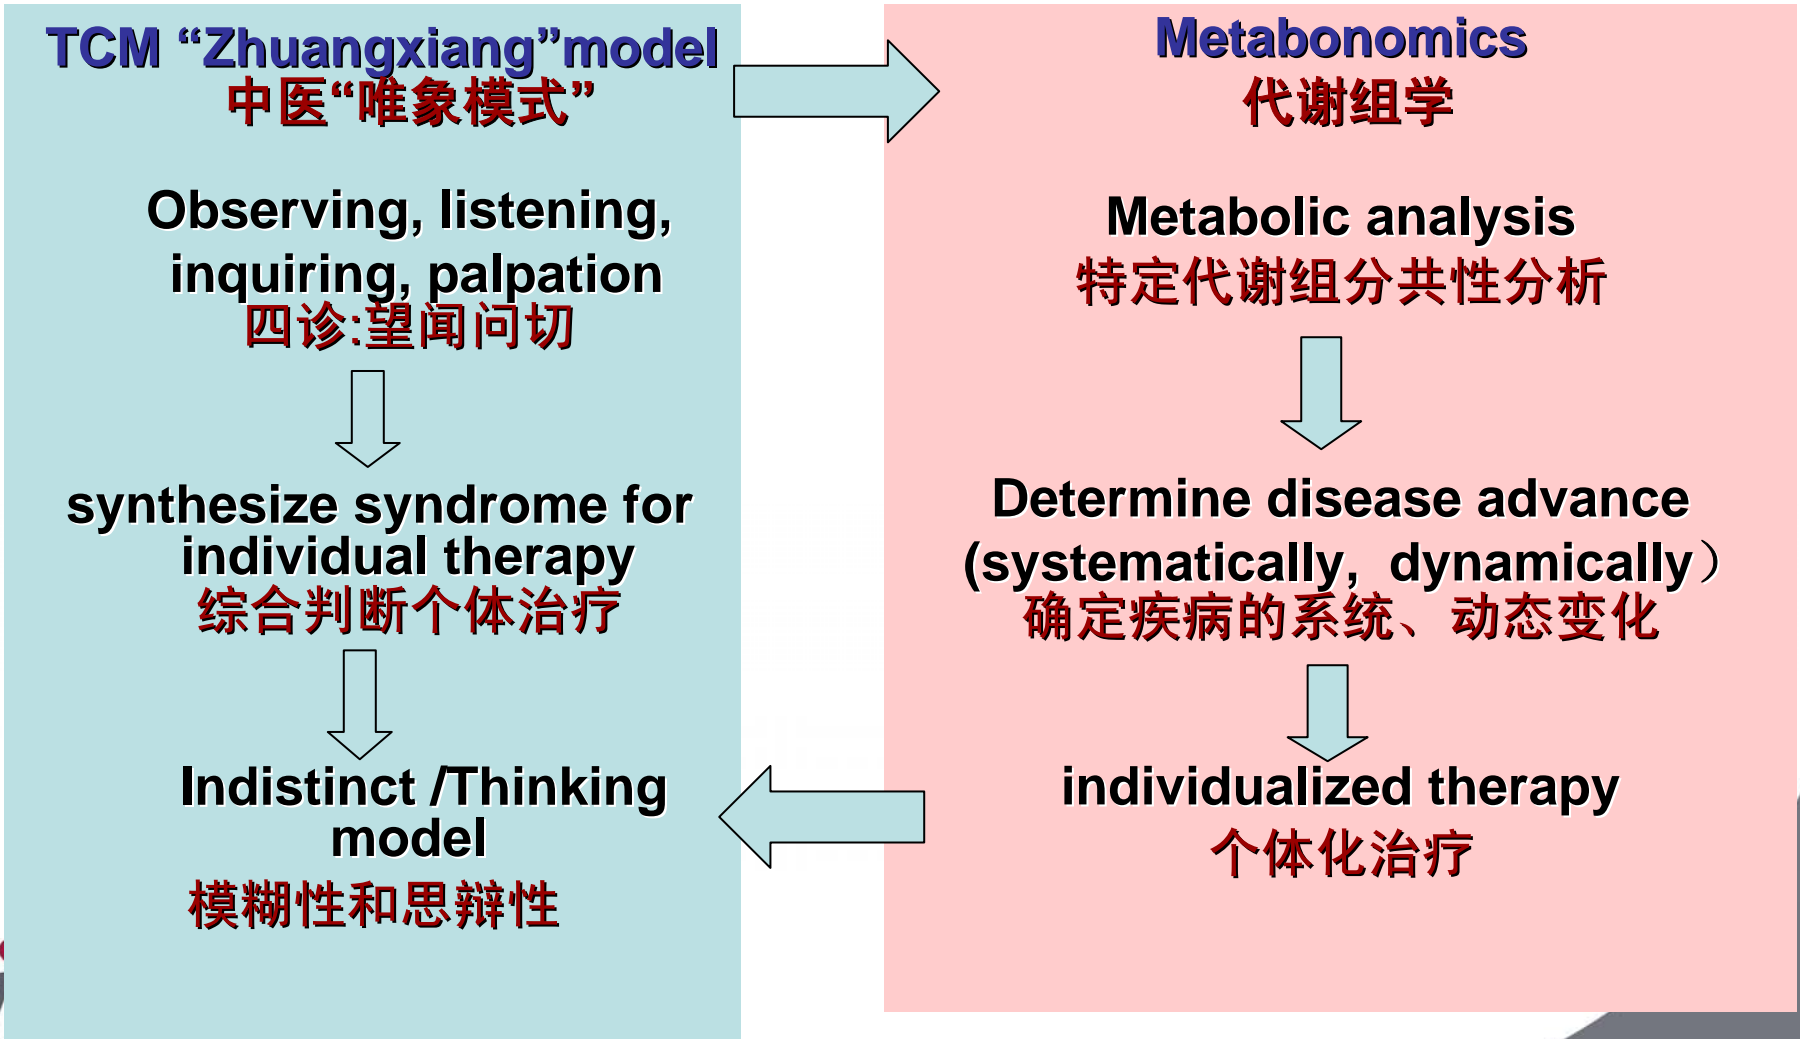 TCM “Zhuangxiang”model
中医“唯象模式”
Observing, listening,
inquiring, palpation
四诊:望闻问切
synthesize syndrome for
individual therapy
综合判断个体治疗
Indistinct /Thinking
model
模糊性和思辩性
Metabonomics
代谢组学
Metabolic analysis
特定代谢组分共性分析
Determine disease advance
(systematically, dynamically）
确定疾病的系统、动态变化
individualized therapy
个体化治疗